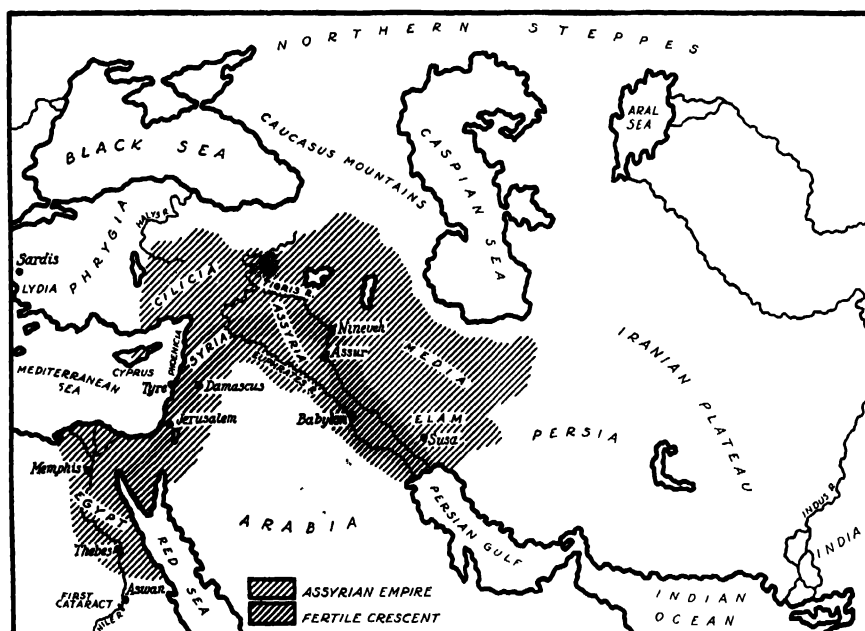 NORTHERN STEPPES
CAUCASUS MOUNTAINS
BLACK SEA
CASPIAN SEA
ARAL
SEA
HALYS R.
PHRYGIA
Sardis
LYDIA
CILICIA
TIGRIS R.
ASSYRIA
Nineveh
Assur
MEDIA
SYRIA
EUPHRATES R.
PHOENICIA
CYPRUS
MEDITERRANEAN
SEA
Tyre
Damascus
Jerusalem
Babylon
ELAM
Susa
IRANIAN PLATEAU
PERSIA
Memphis
EGYPT
Thebes
Aswan
FIRST
CATARACT
NILE R.
RED SEA
ARABIA
PERSIAN GULF
INDUS R.
INDIA
INDIAN
OCEAN
ASSYRIAN EMPIRE
FERTILE CRESCENT